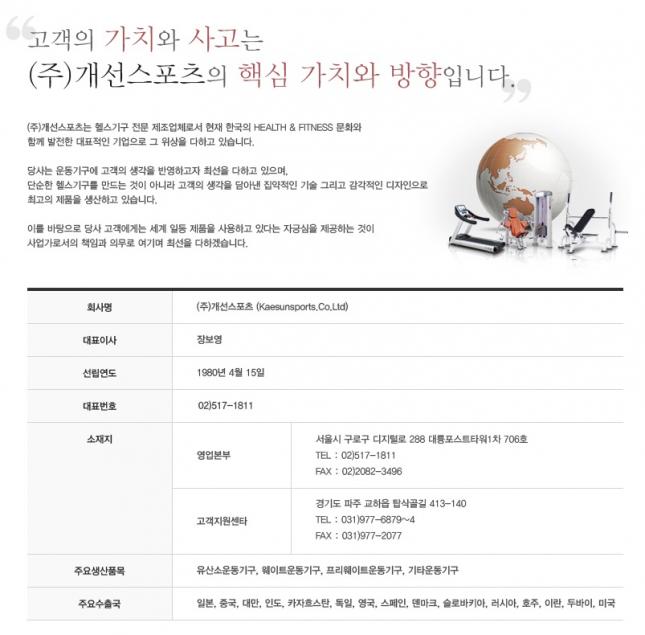 “고객의 가치와 사고는
(주)개선스포츠의 핵심 가치와 방향입니다.”
(주)개선스포츠는 헬스기구 전문 제조업체로서 현재 한국의 HEALTH & FITNESS 문화와
함께 발전한 대표적인 기업으로 그 위상을 다하고 있습니다.
당사는 운동기구에 고객의 생각을 반영하고자 최선을 다하고 있으며,
단순한 헬스기구를 만드는 것이 아니라 고객의 생각을 담아낸 집약적인 기술 그리고 감각적인 디자인으로
최고의 제품을 생산하고 있습니다.
이를 바탕으로 당사 고객에게는 세계 일등 제품을 사용하고 있다는 자긍심을 제공하는 것이
사업가로서의 책임과 의무로 여기며 최선을 다하겠습니다.
회사명 (주)개선스포츠 (Kaesunsports.Co.Ltd)
대표이사 장보영
선립연도 1980년 4월 15일
대표번호 02)517-1811
소재지
영업본부
서울시 구로구 디지털로 288 대륭포스트타워1차 706호
TEL : 02)517-1811
FAX : 02)2082-3496
고객지원센타
경기도 파주 교하읍 탑삭골길 413-140
TEL : 031)977-6879~4
FAX : 031)977-2077
주요생산품목 유산소운동기구, 웨이트운동기구, 프리웨이트운동기구, 기타운동기구
주요수출국 일본, 중국, 대만, 인도, 카자흐스탄, 독일, 영국, 스페인, 덴마크, 슬로바키아, 러시아, 호주, 이란, 두바이, 미국